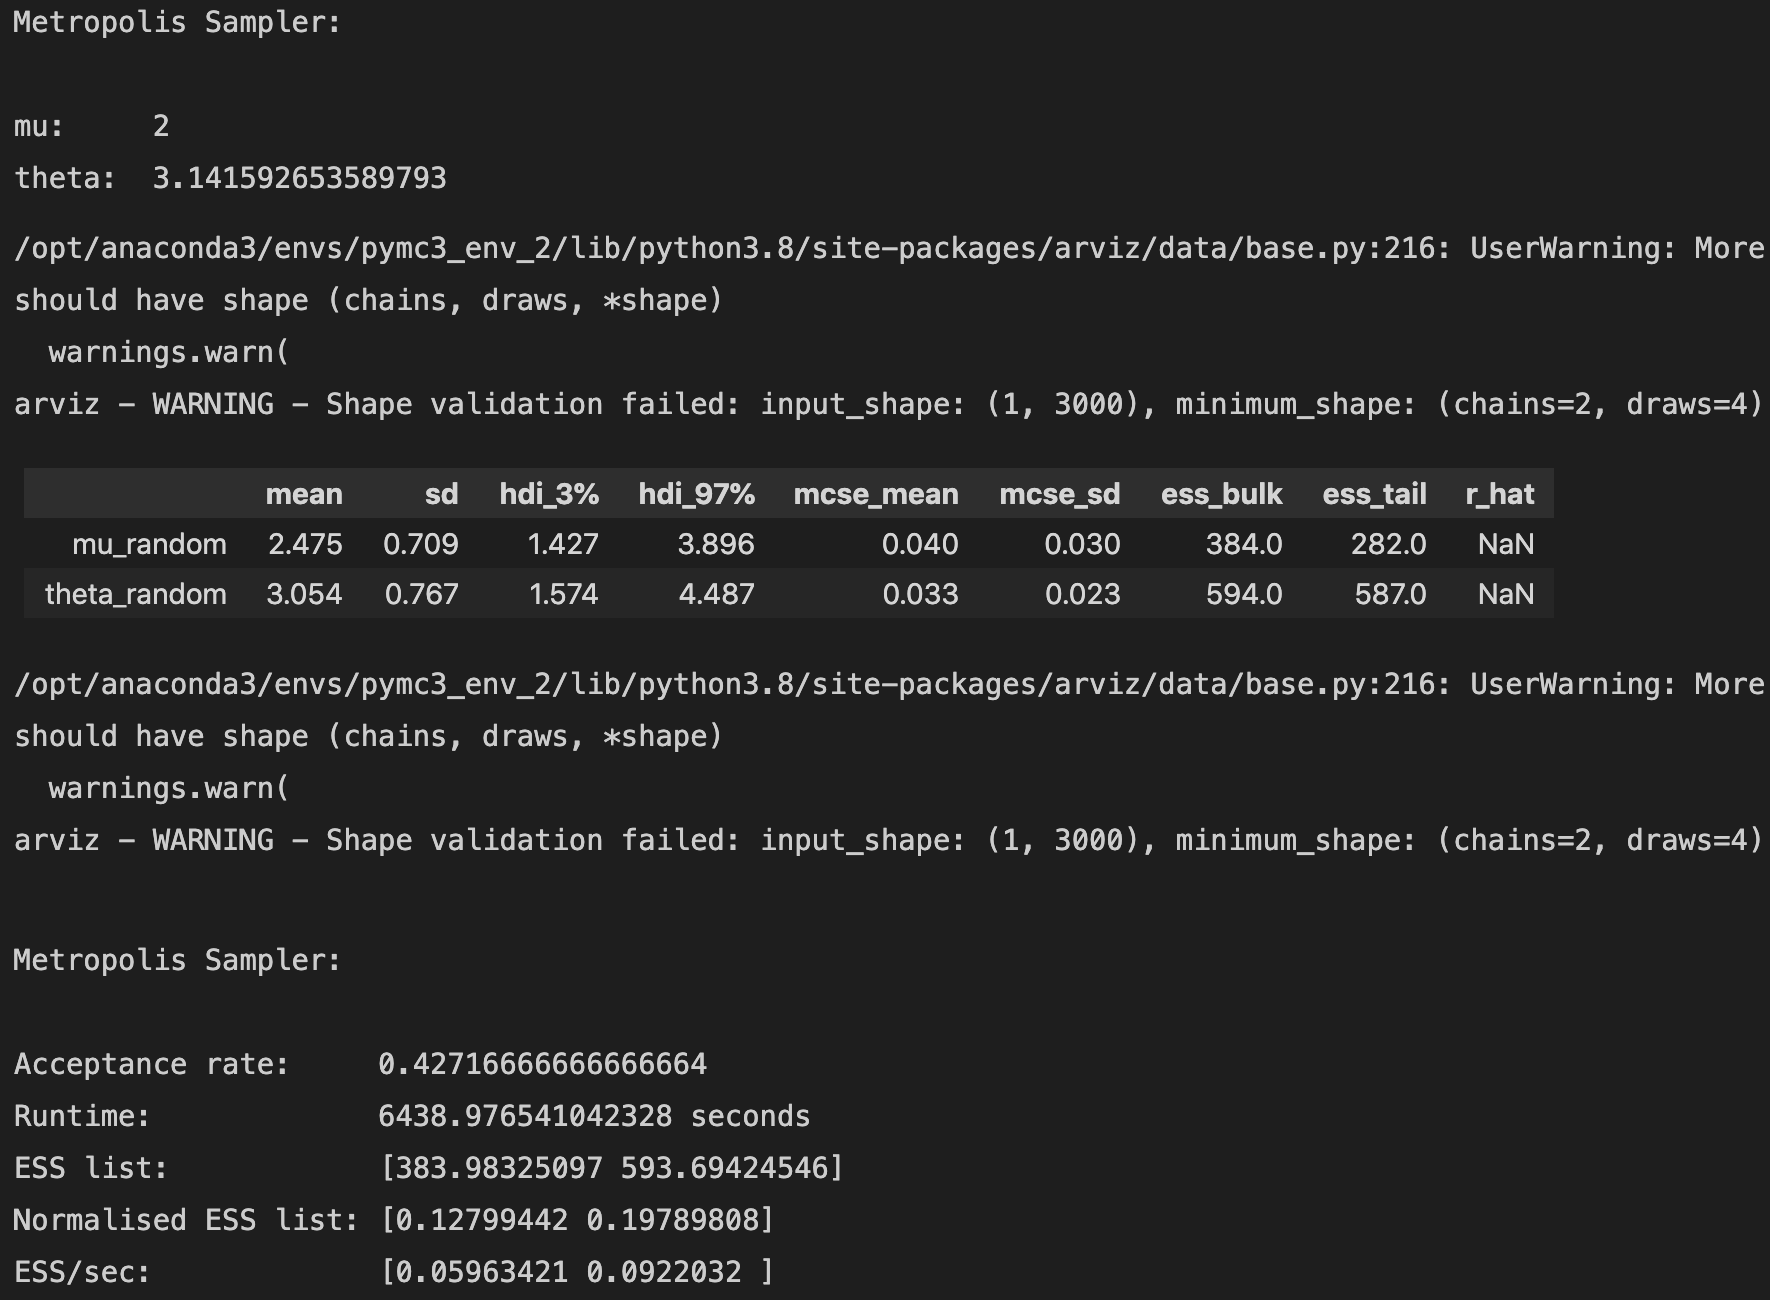 Metropolis Sampler:
mu:     2
theta:  3.141592653589793
/opt/anaconda3/envs/pymc3_env_2/lib/python3.8/site-packages/arviz/data/base.py:216: UserWarning: More
should have shape (chains, draws, *shape)
  warnings.warn(
arviz - WARNING - Shape validation failed: input_shape: (1, 3000), minimum_shape: (chains=2, draws=4)
mean sd hdi_3% hdi_97% mcse_mean mcse_sd ess_bulk ess_tail r_hat
mu_random 2.475 0.709 1.427 3.896 0.040 0.030 384.0 282.0 NaN
theta_random 3.054 0.767 1.574 4.487 0.033 0.023 594.0 587.0 NaN
/opt/anaconda3/envs/pymc3_env_2/lib/python3.8/site-packages/arviz/data/base.py:216: UserWarning: More
should have shape (chains, draws, *shape)
  warnings.warn(
arviz - WARNING - Shape validation failed: input_shape: (1, 3000), minimum_shape: (chains=2, draws=4)
Metropolis Sampler:
Acceptance rate:     0.42716666666666664
Runtime:             6438.976541042328 seconds
ESS list:            [383.98325097 593.69424546]
Normalised ESS list: [0.12799442 0.19789808]
ESS/sec:             [0.05963421 0.0922032 ]